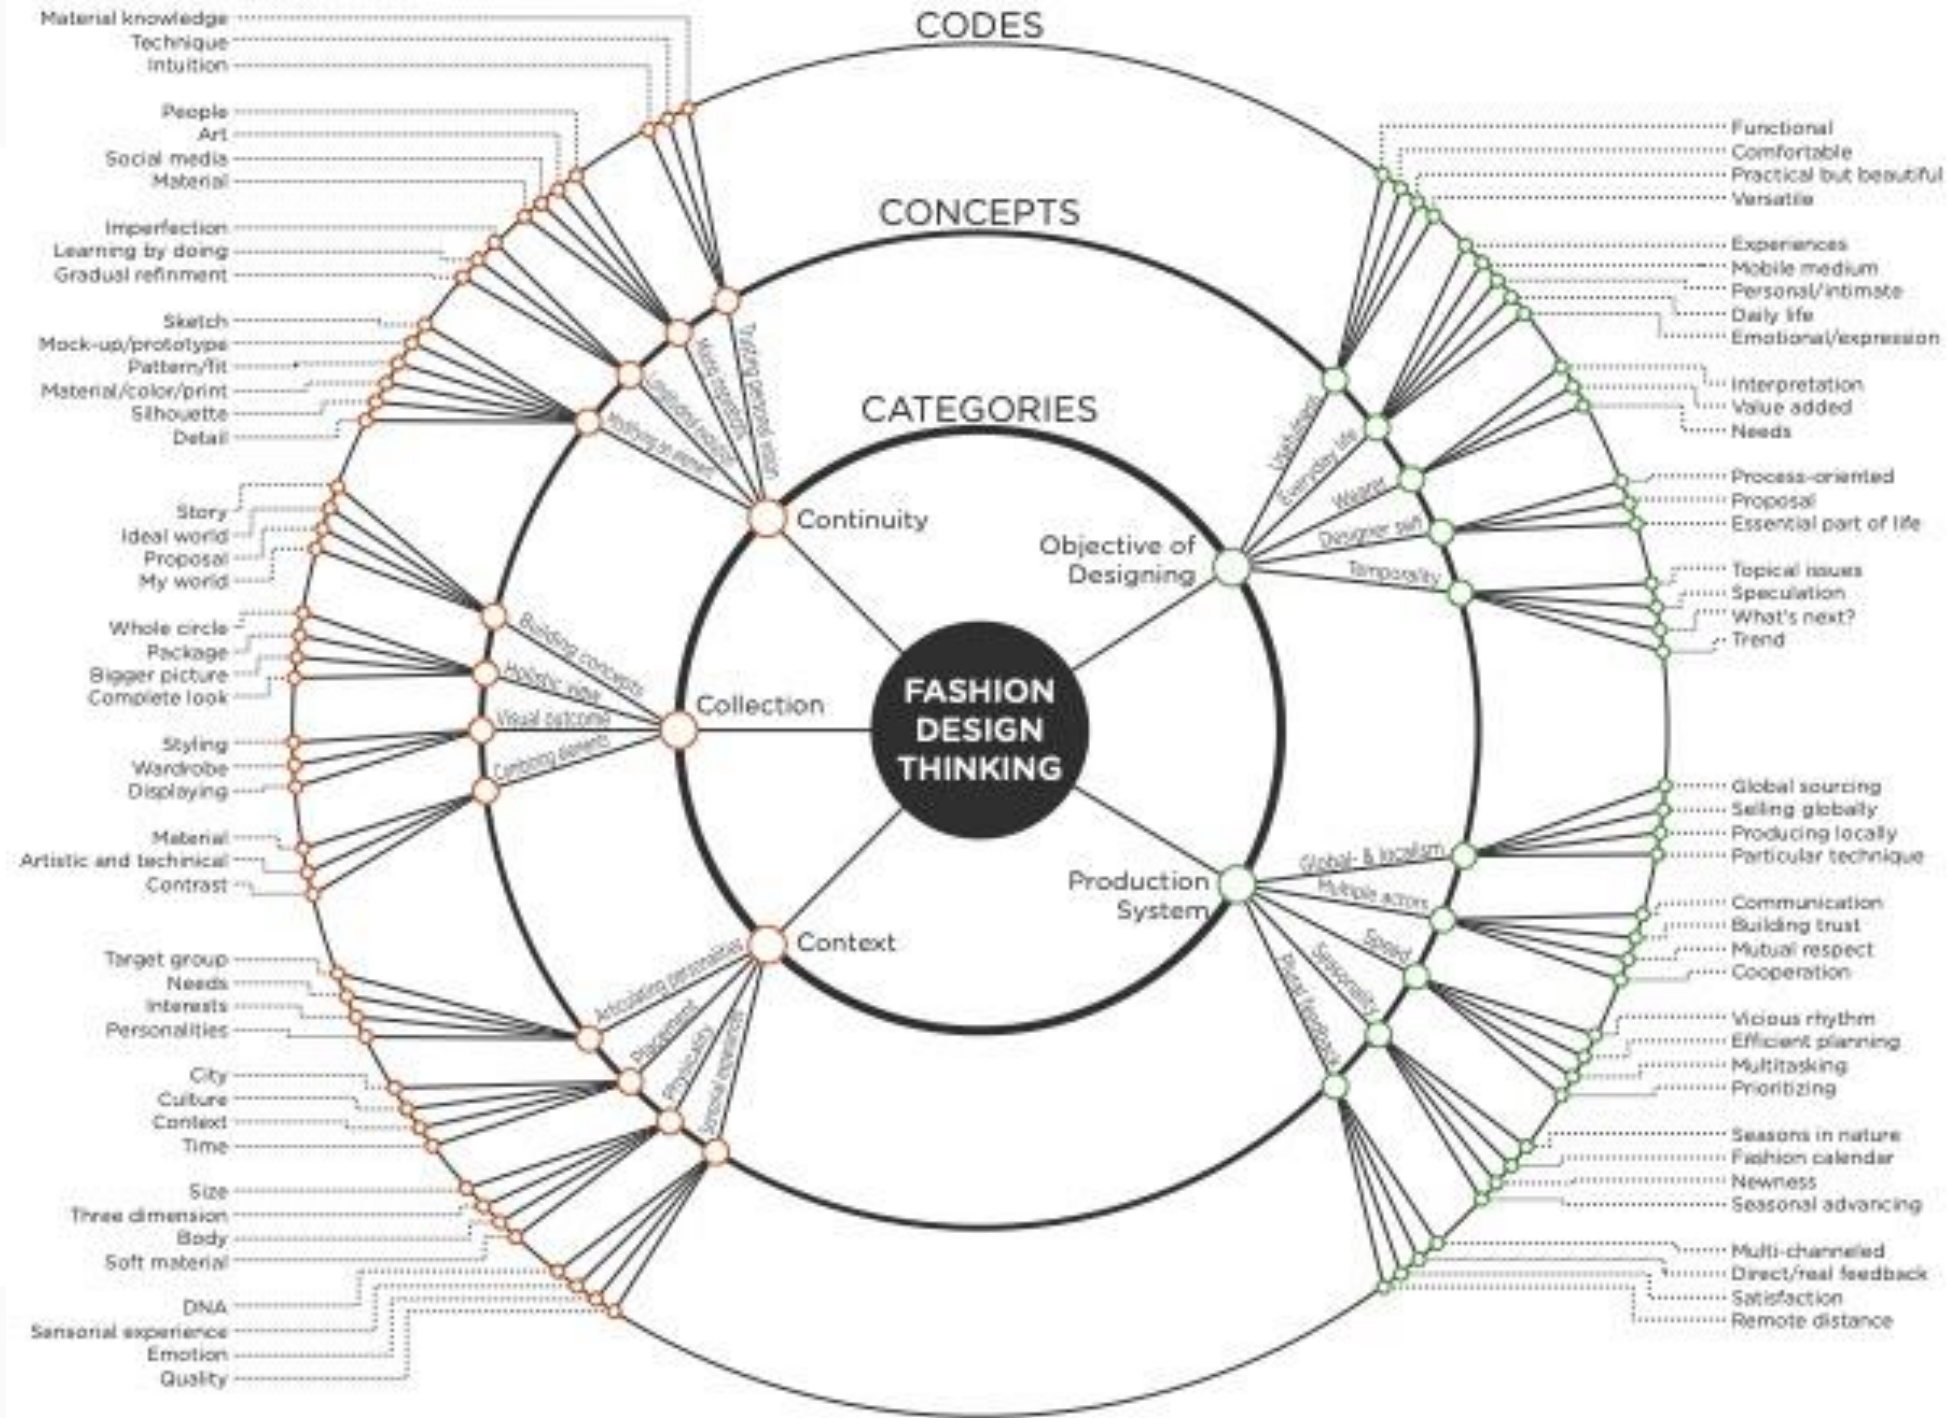 CODES
CONCEPTS
CATEGORIES
FASHION
DESIGN
THINKING
Continuity
Collection
Context
Objective of
Designing
Production
System
Material knowledge
Technique
Intuition
People
Art
Social media
Material
Imperfection
Learning by doing
Gradual refinment
Sketch
Mock-up/prototype
Pattern/fit
Material/color/print
Silhouette
Detail
Story
Ideal world
Proposal
My world
Whole circle
Package
Bigger picture
Complete look
Styling
Wardrobe
Displaying
Material
Artistic and techinical
Contrast
Target group
Needs
Interests
Personalities
City
Culture
Context
Time
Size
Three dimension
Body
Soft material
DNA
Sensorial experience
Emotion
Quality
Trusting personal vision
Building concepts
Holistic view
Visual outcome
Combining elements
Articulating personalities
Placement
Physicality
Usefulness
Everyday life
Wearer
Designer self
Temporality
Global- & localism
Multiple actors
Speed
Seasonality
Plural feedback
Functional
Comfortable
Practical but beautiful
Versatile
Experiences
Mobile medium
Personal/intimate
Daily life
Emotional/expression
Interpretation
Value added
Needs
Process-oriented
Proposal
Essential part of life
Topical issues
Speculation
What's next?
Trend
Global sourcing
Selling globally
Producing locally
Particular technique
Communication
Building trust
Mutual respect
Cooperation
Vicious rhythm
Efficient planning
Multitasking
Prioritizing
Seasons in nature
Fashion calendar
Newness
Seasonal advancing
Multi-channeled
Direct/real feedback
Satisfaction
Remote distance